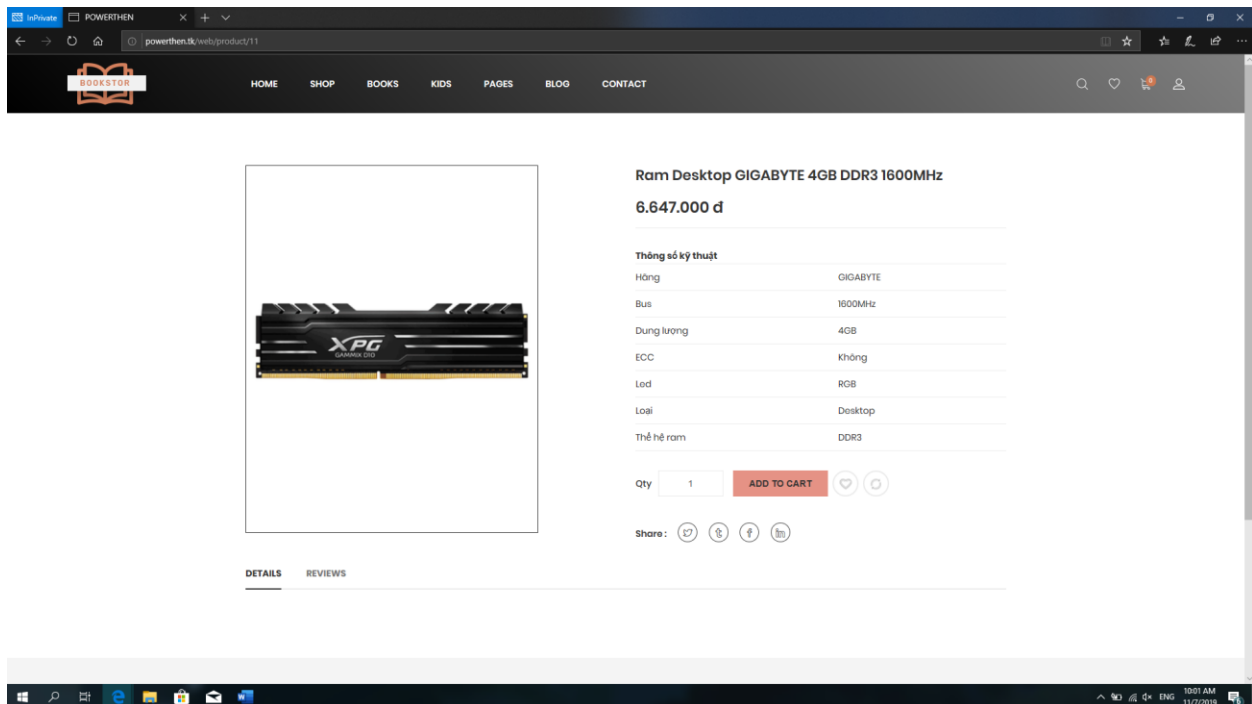 InPrivate POWERTHEN
powerthen.tk/web/product/11
BOOKSTOR HOME SHOP BOOKS KIDS PAGES BLOG CONTACT 0
Ram Desktop GIGABYTE 4GB DDR3 1600MHz
6.647.000 đ
Thông số kỹ thuật
Hãng GIGABYTE
Bus 1600MHz
Dung lượng 4GB
ECC Không
Led RGB
Loại Desktop
Thế hệ ram DDR3
XPG
GAMMIX D10
Qty 1 ADD TO CART
Share :
DETAILS REVIEWS
ENG 10:01 AM
11/7/2019